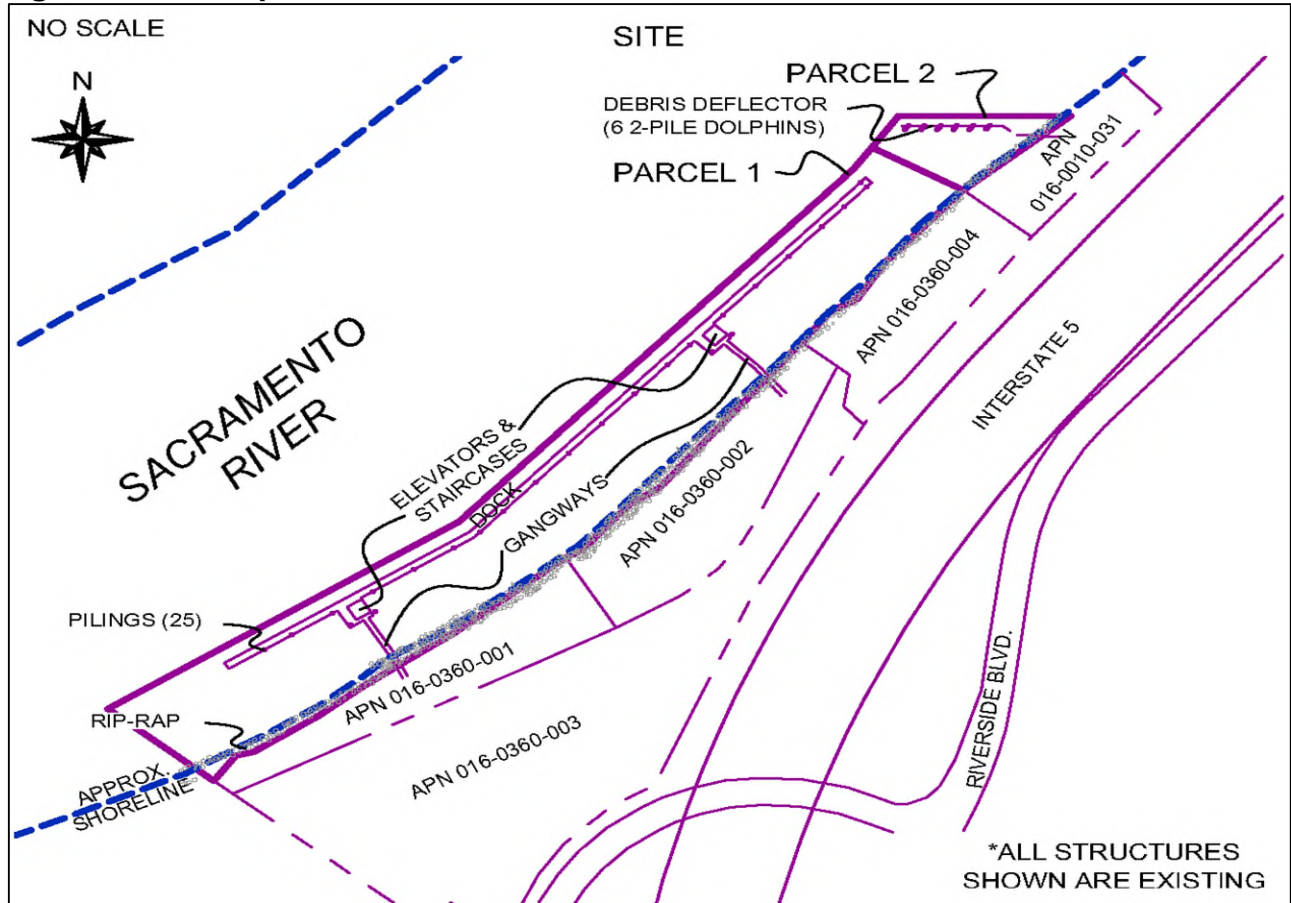 NO SCALE
SITE
N
PARCEL 2
DEBRIS DEFLECTOR
(6 2-PILE DOLPHINS)
PARCEL 1
APN
016-0010-031
APN 016-0360-004
INTERSTATE 5
SACRAMENTO
RIVER
ELEVATORS &
STAIRCASES
DOCK
GANGWAYS
APN 016-0360-002
PILINGS (25)
APN 016-0360-001
RIP-RAP
APN 016-0360-003
RIVERSIDE BLVD.
APPROX.
SHORELINE
*ALL STRUCTURES
SHOWN ARE EXISTING